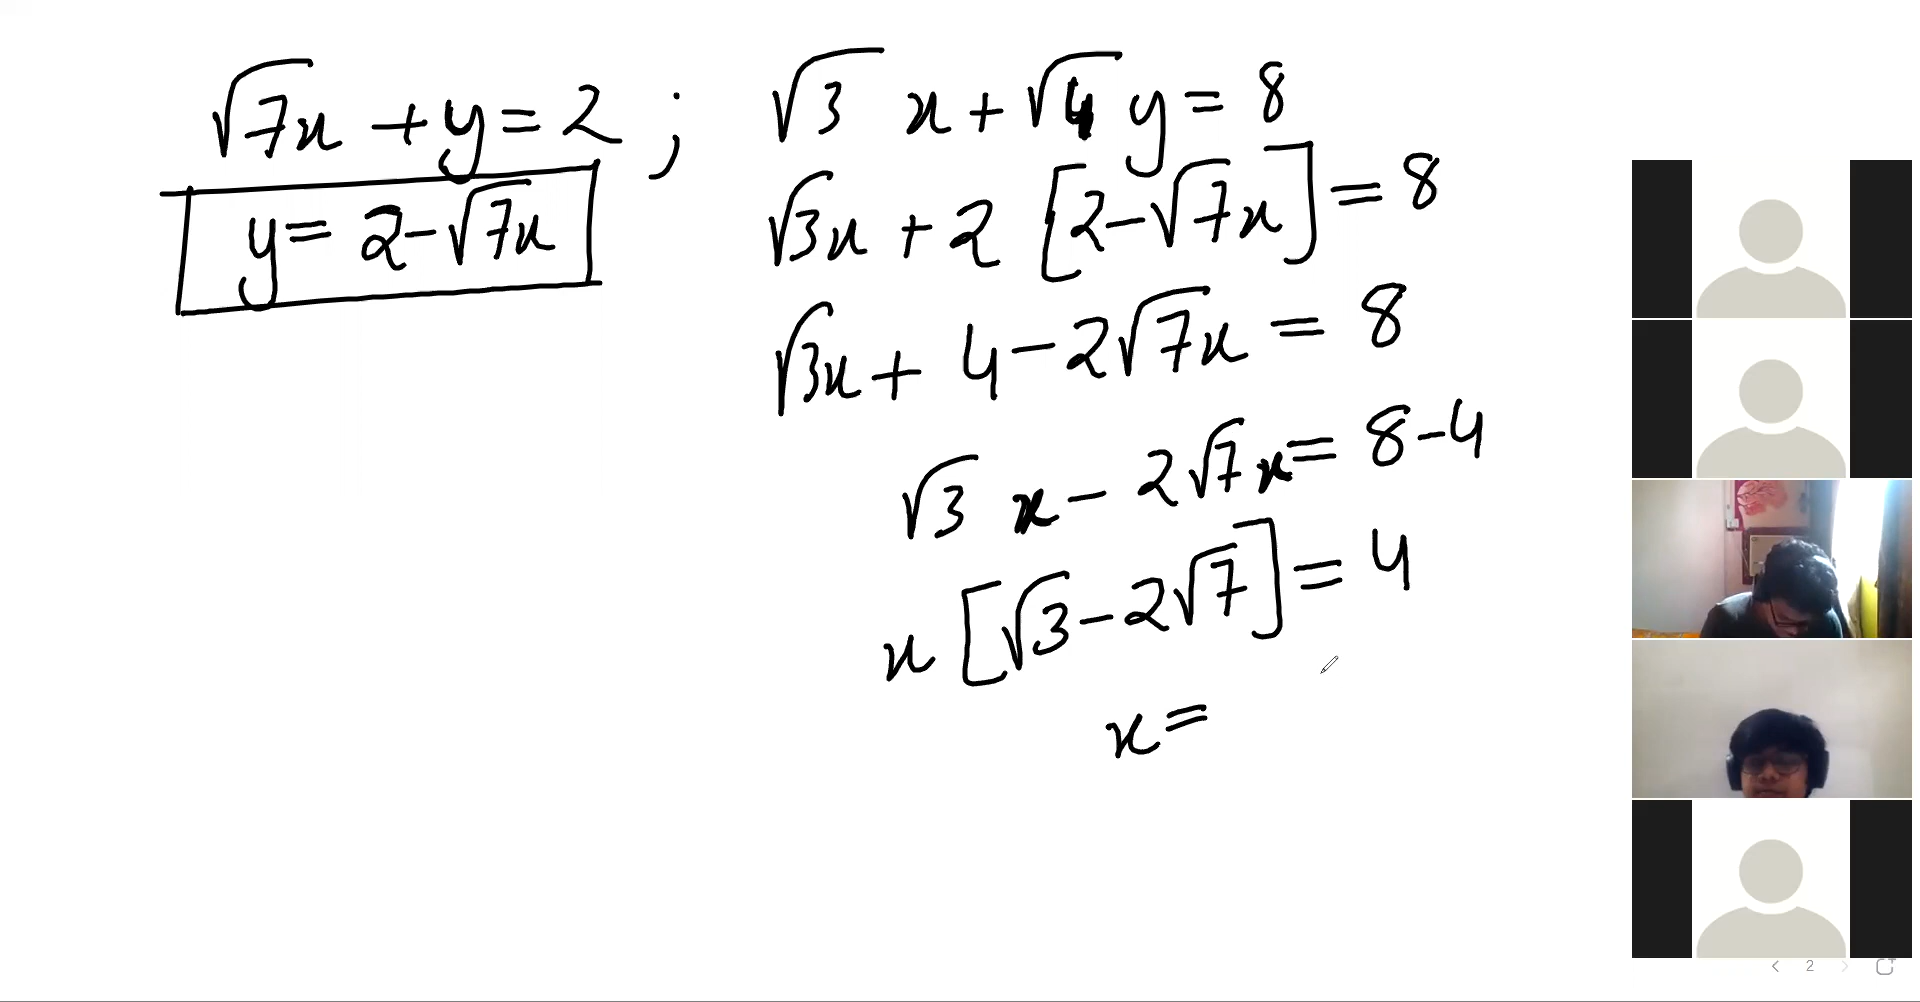 √7x + y = 2 ; √3 x + √4 y = 8
y = 2 - √7x
√3x + 2 [2 - √7x] = 8
√3x + 4 - 2√7x = 8
√3 x - 2√7x = 8 - 4
x [√3 - 2√7] = 4
x =
2